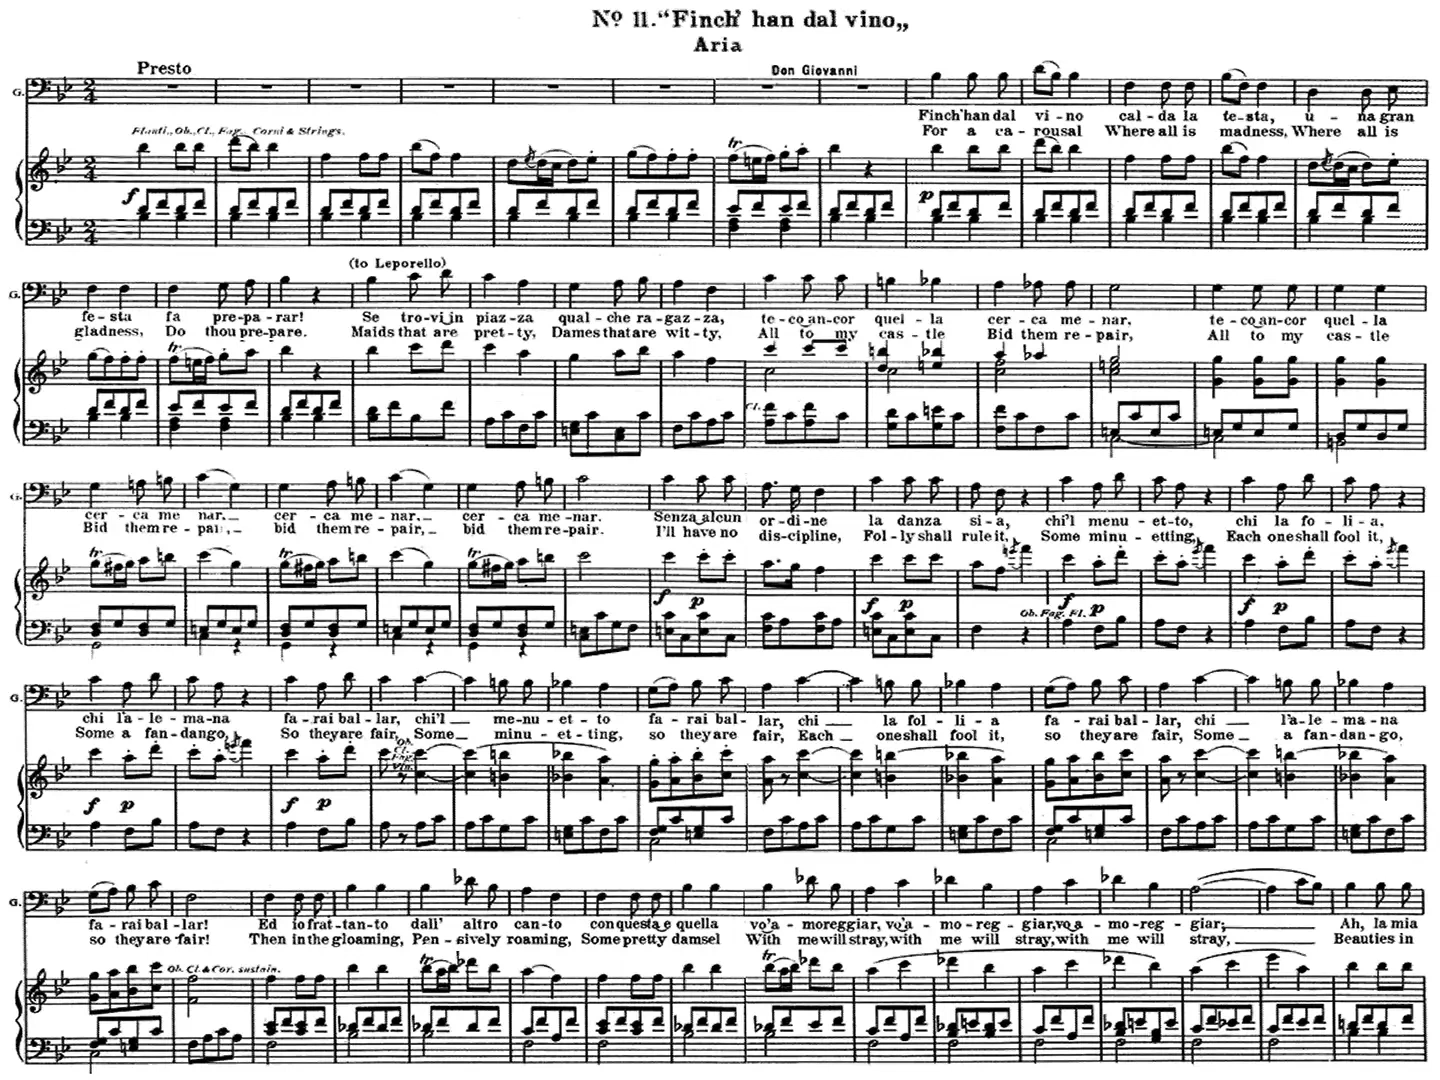 Nº 11. “Finch' han dal vino„
Aria
Presto
Don Giovanni
G.
Finch'han dal vi - no cal - da la te - sta, u - na gran
For a ca - rousal Where all is madness, Where all is
Flauti., Ob., Cl., Fag., Corni & Strings.
f p
(to Leporello)
G.
fe - sta fa pre - pa - rar! Se tro - vi in piaz - za qual - che ra - gaz - za, te - co an - cor quel - la cer - ca me - nar, te - co an - cor quel - la
gladness, Do thou pre - pare. Maids that are pret - ty, Dames that are wit - ty, All to my cas - tle Bid them re - pair, All to my cas - tle
Cl.
G.
cer - ca me nar. cer - ca me - nar. cer - ca me - nar. Senza alcun or - di - ne la danza si - a, chi'l menu - et - to, chi la fo - li - a,
Bid them re - pair, bid them re - pair, bid them re - pair. I'll have no dis - cipline, Fol - ly shall rule it, Some minu - etting, Each one shall fool it,
f p f p f p
Ob. Fag. Fl.
G.
chi l'a - le - ma - na fa - rai bal - lar, chi'l me - nu - et - to fa - rai bal - lar, chi la fol - li - a fa - rai bal - lar, chi l'a - le - mana
Some a fan - dango, So they are fair, Some minu - et - ting, so they are fair, Each one shall fool it, so they are fair, Some a fan - dan - go,
Ob.
Cl.
Fag.
Vln.
f p f p
G.
fa - rai bal - lar! Ed io frat - tan - to dall' altro can - to con questa e quella vo'a - moreggiar, vo'a - mo - reg - giar, vo a - mo - reg - giar; Ah, la mia
so they are fair! Then in the gloaming, Pen - sively roaming, Some pretty damsel With me will stray, with me will stray, with me will stray, Beauties in
Ob. Cl. & Cor. sustain.